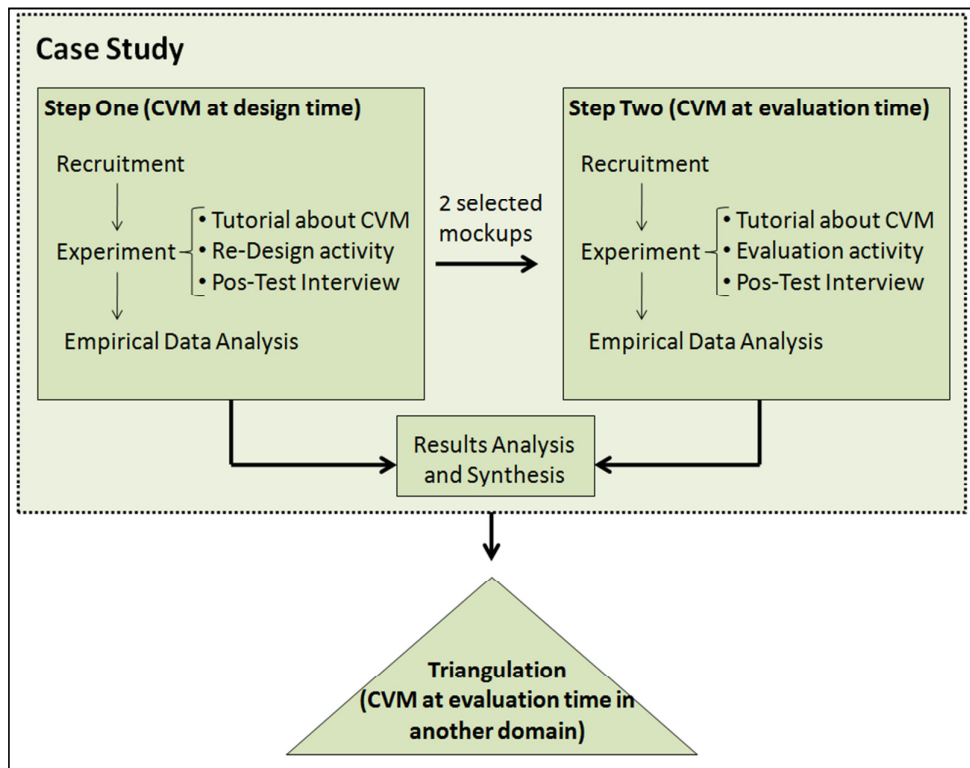 Case Study
Step One (CVM at design time)
Recruitment
Experiment
• Tutorial about CVM
• Re-Design activity
• Pos-Test Interview
Empirical Data Analysis
2 selected
mockups
Step Two (CVM at evaluation time)
Recruitment
Experiment
• Tutorial about CVM
• Evaluation activity
• Pos-Test Interview
Empirical Data Analysis
Results Analysis
and Synthesis
Triangulation
(CVM at evaluation time in
another domain)